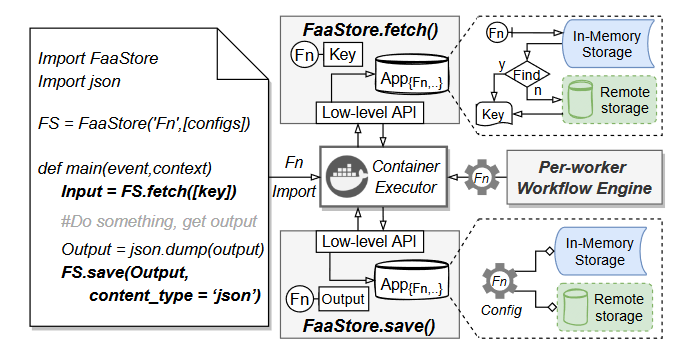 Import FaaStore
Import json
FS = FaaStore('Fn',[configs])
def main(event,context)
Input = FS.fetch([key])
#Do something, get output
Output = json.dump(output)
FS.save(Output,
content_type = ‘json’)
Fn
Import
FaaStore.fetch()
Fn
Key
App{Fn,..}
Low-level API
Container
Executor
Low-level API
App{Fn,..}
Fn
Output
FaaStore.save()
Fn
In-Memory
Storage
y
Find
n
Remote
storage
Key
Fn
Per-worker
Workflow Engine
In-Memory
Storage
Fn
Config
Remote
storage